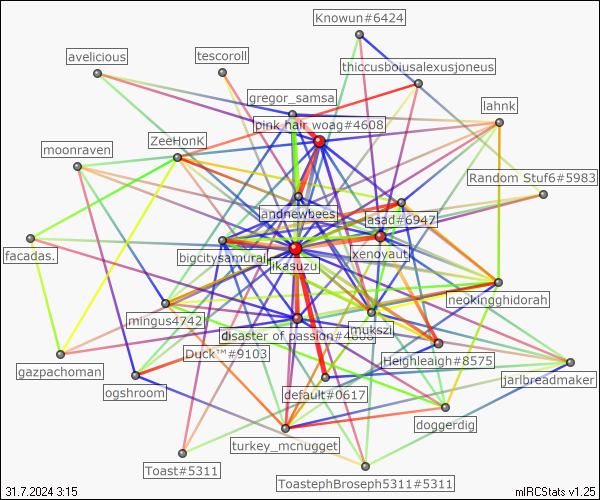 Knowun#6424
avelicious
tescoroll
thiccusboiusalexusjoneus
gregor_samsa
lahnk
pink hair woag#4608
ZeeHonK
moonraven
Random Stuf6#5983
andnewbees
asad#6947
facadas.
bigcitysamurai
xenoyaut
iikasuzu
neokingghidorah
mingus4742
mukszi
disaster of passion#4668
Duck™#9103
Heighleaigh#8575
gazpachoman
jarlbreadmaker
ogshroom
default#0617
doggerdig
turkey_mcnugget
Toast#5311
ToastephBroseph5311#5311
31.7.2024 3:15
mIRCStats v1.25